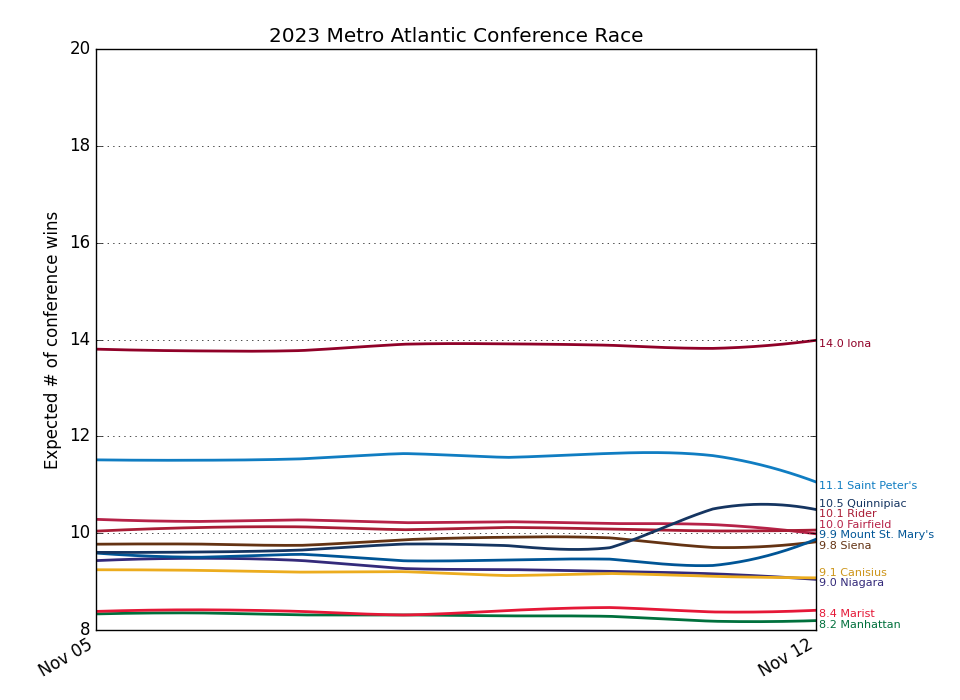 2023 Metro Atlantic Conference Race
Expected # of conference wins
20
18
16
14
12
10
8
Nov 05
Nov 12
14.0 Iona
11.1 Saint Peter's
10.5 Quinnipiac
10.1 Rider
10.0 Fairfield
9.9 Mount St. Mary's
9.8 Siena
9.1 Canisius
9.0 Niagara
8.4 Marist
8.2 Manhattan